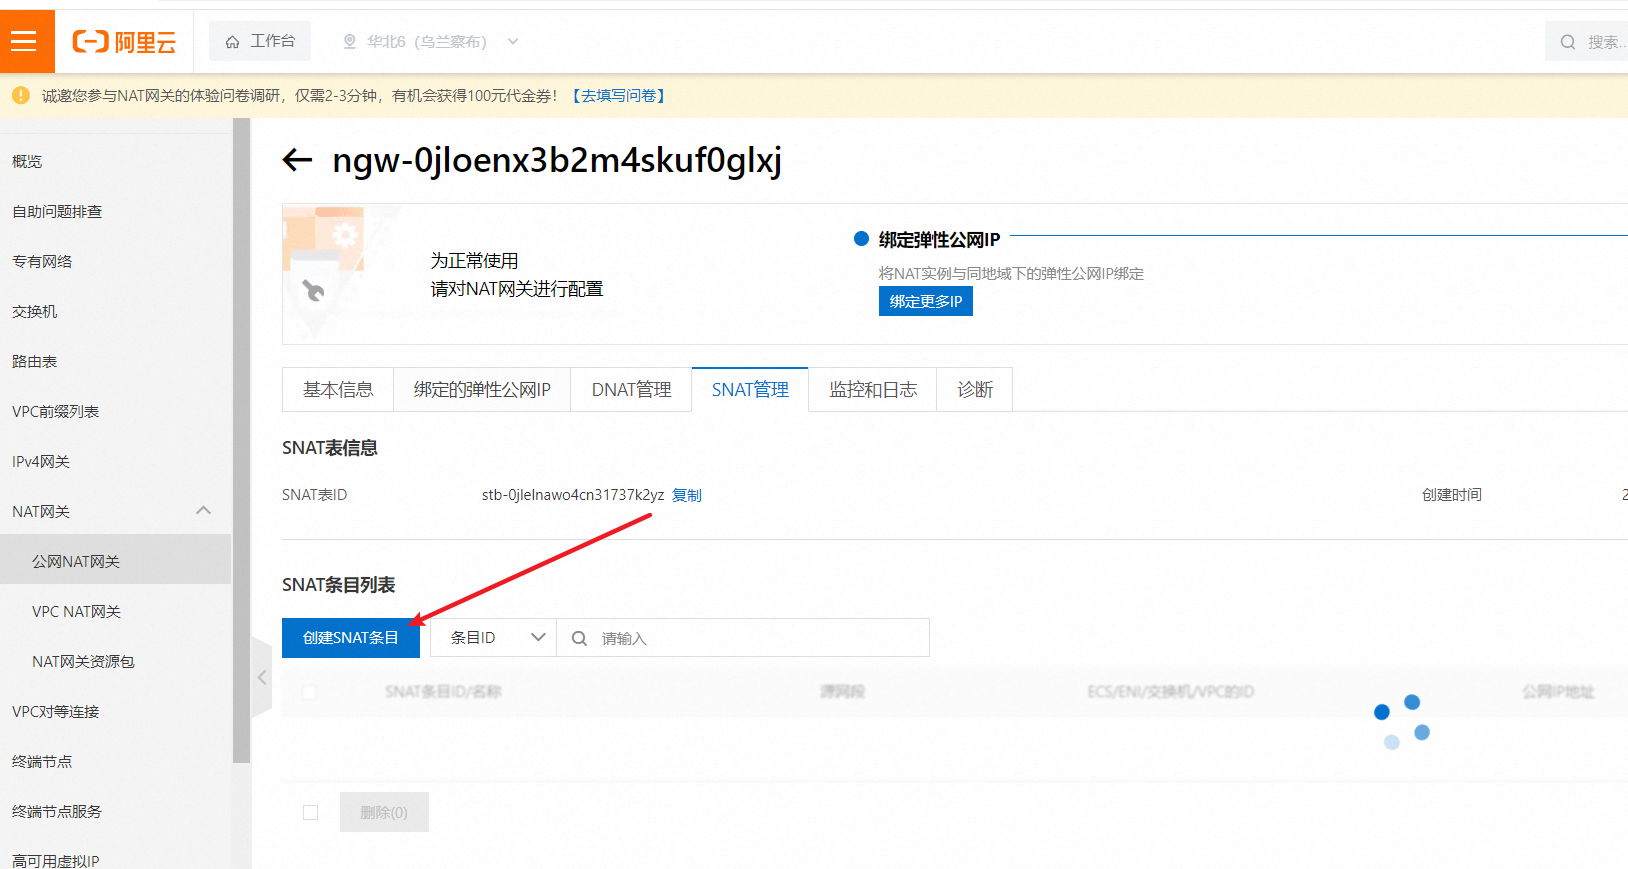 阿里云
工作台
华北6（乌兰察布）
搜索...
诚邀您参与NAT网关的体验问卷调研，仅需2-3分钟，有机会获得100元代金券！【去填写问卷】
概览
自助问题排查
专有网络
交换机
路由表
VPC前缀列表
IPv4网关
NAT网关
公网NAT网关
VPC NAT网关
NAT网关资源包
VPC对等连接
终端节点
终端节点服务
高可用虚拟IP
ngw-0jloenx3b2m4skuf0glxj
为正常使用
请对NAT网关进行配置
绑定弹性公网IP
将NAT实例与同地域下的弹性公网IP绑定
绑定更多IP
基本信息 绑定的弹性公网IP DNAT管理 SNAT管理 监控和日志 诊断
SNAT表信息
SNAT表ID stb-0jlelnawo4cn31737k2yz 复制 创建时间 2
SNAT条目列表
创建SNAT条目 条目ID 请输入
SNAT条目ID/名称 源网段 ECS/ENI/交换机/VPC的ID 公网IP地址
删除(0)